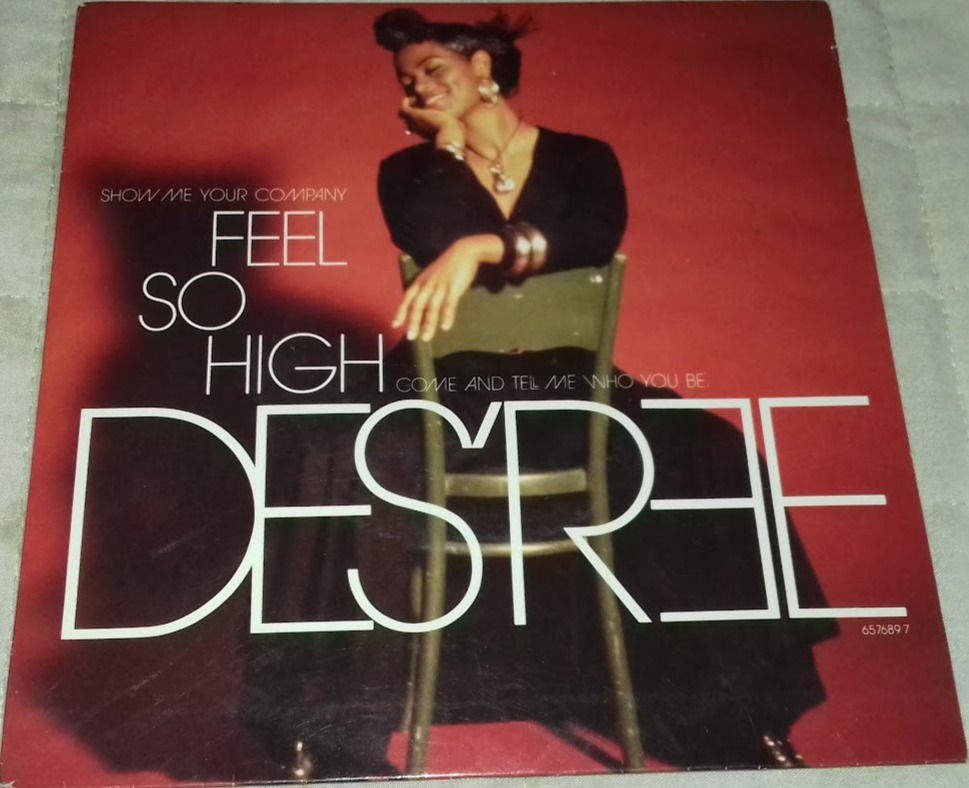 SHOW ME YOUR COMPANY
FEEL
SO
HIGH
COME AND TELL ME WHO YOU BE.
DES'REE
657689 7